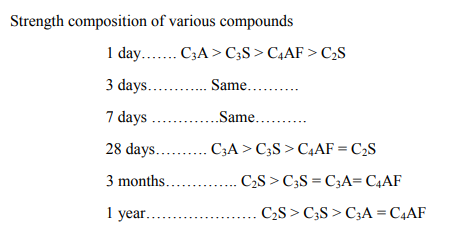 Strength composition of various compounds
1 day....... C₃A > C₃S > C₄AF > C₂S
3 days............ Same..........
7 days .............Same..........
28 days.......... C₃A > C₃S > C₄AF = C₂S
3 months............. C₂S > C₃S = C₃A= C₄AF
1 year.................... C₂S > C₃S > C₃A = C₄AF